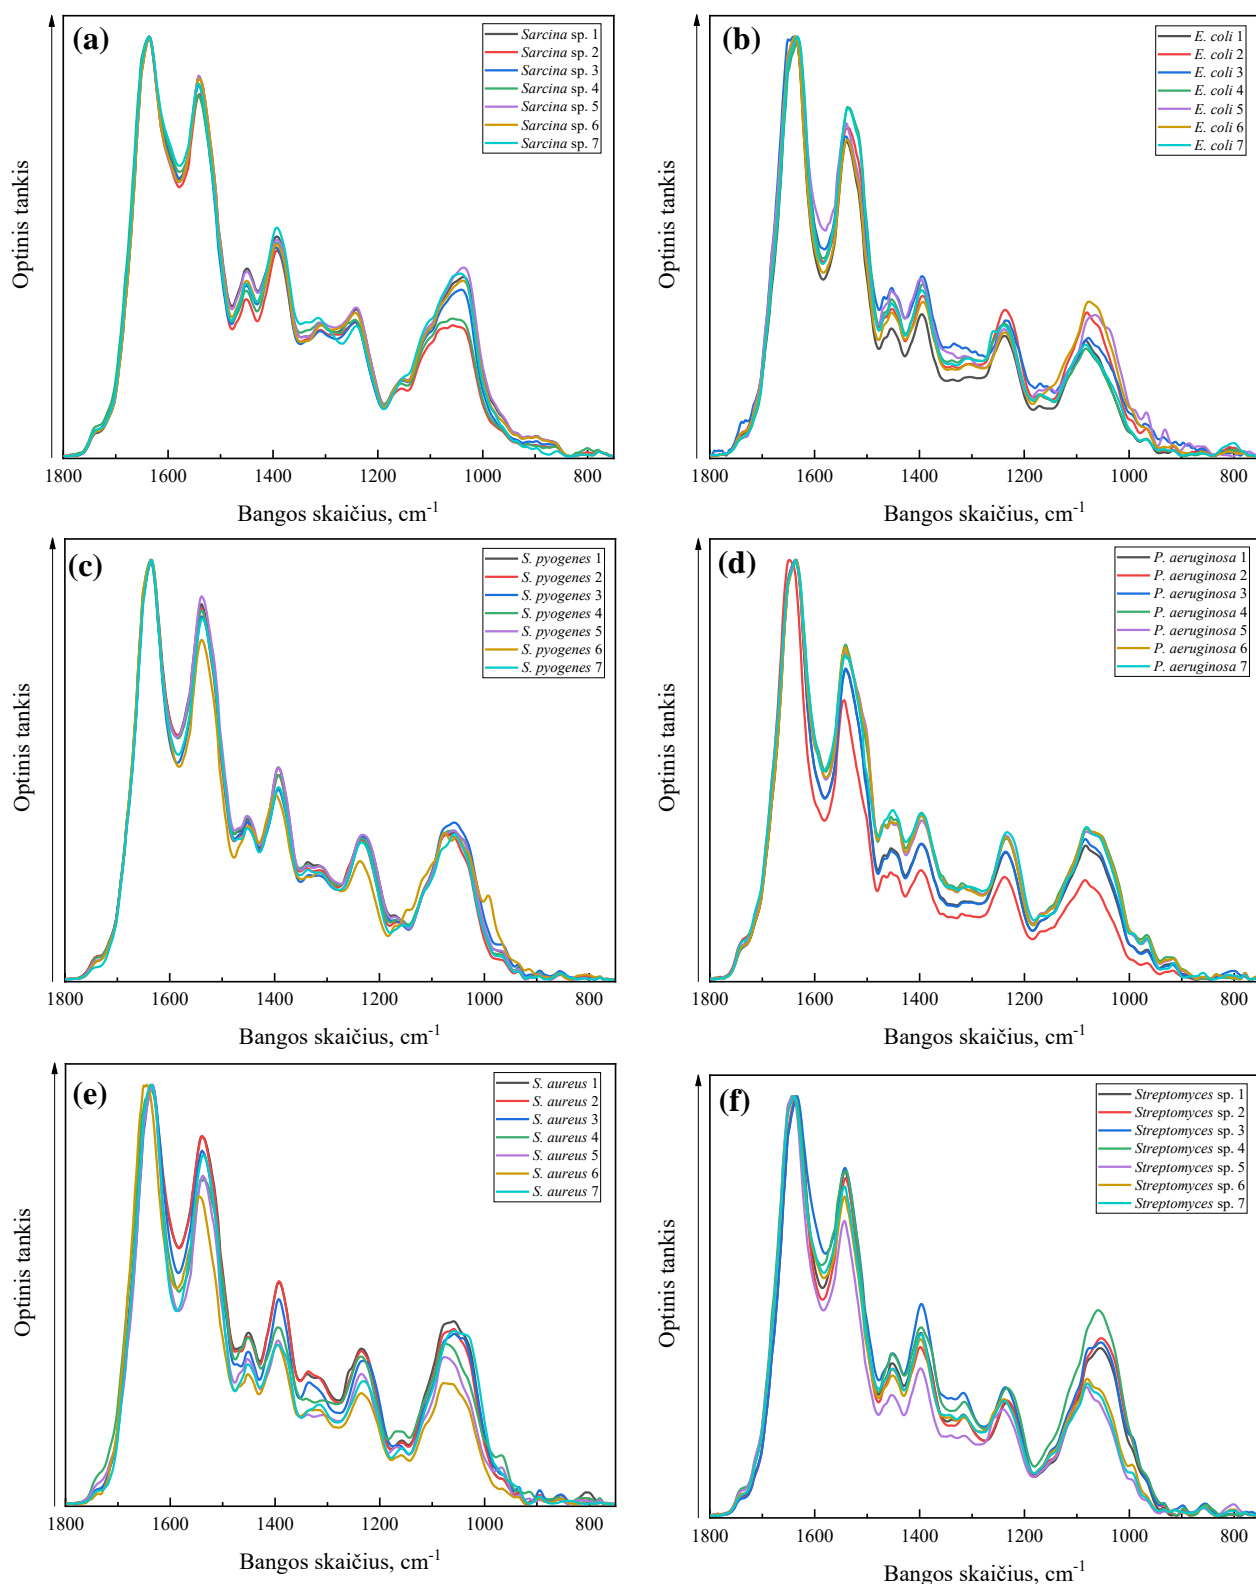 (a)
Sarcina sp. 1
Sarcina sp. 2
Sarcina sp. 3
Sarcina sp. 4
Sarcina sp. 5
Sarcina sp. 6
Sarcina sp. 7
Optinis tankis
1800 1600 1400 1200 1000 800
Bangos skaičius, cm-1
(b)
E. coli 1
E. coli 2
E. coli 3
E. coli 4
E. coli 5
E. coli 6
E. coli 7
Optinis tankis
1800 1600 1400 1200 1000 800
Bangos skaičius, cm-1
(c)
S. pyogenes 1
S. pyogenes 2
S. pyogenes 3
S. pyogenes 4
S. pyogenes 5
S. pyogenes 6
S. pyogenes 7
Optinis tankis
1800 1600 1400 1200 1000 800
Bangos skaičius, cm-1
(d)
P. aeruginosa 1
P. aeruginosa 2
P. aeruginosa 3
P. aeruginosa 4
P. aeruginosa 5
P. aeruginosa 6
P. aeruginosa 7
Optinis tankis
1800 1600 1400 1200 1000 800
Bangos skaičius, cm-1
(e)
S. aureus 1
S. aureus 2
S. aureus 3
S. aureus 4
S. aureus 5
S. aureus 6
S. aureus 7
Optinis tankis
1800 1600 1400 1200 1000 800
Bangos skaičius, cm-1
(f)
Streptomyces sp. 1
Streptomyces sp. 2
Streptomyces sp. 3
Streptomyces sp. 4
Streptomyces sp. 5
Streptomyces sp. 6
Streptomyces sp. 7
Optinis tankis
1800 1600 1400 1200 1000 800
Bangos skaičius, cm-1